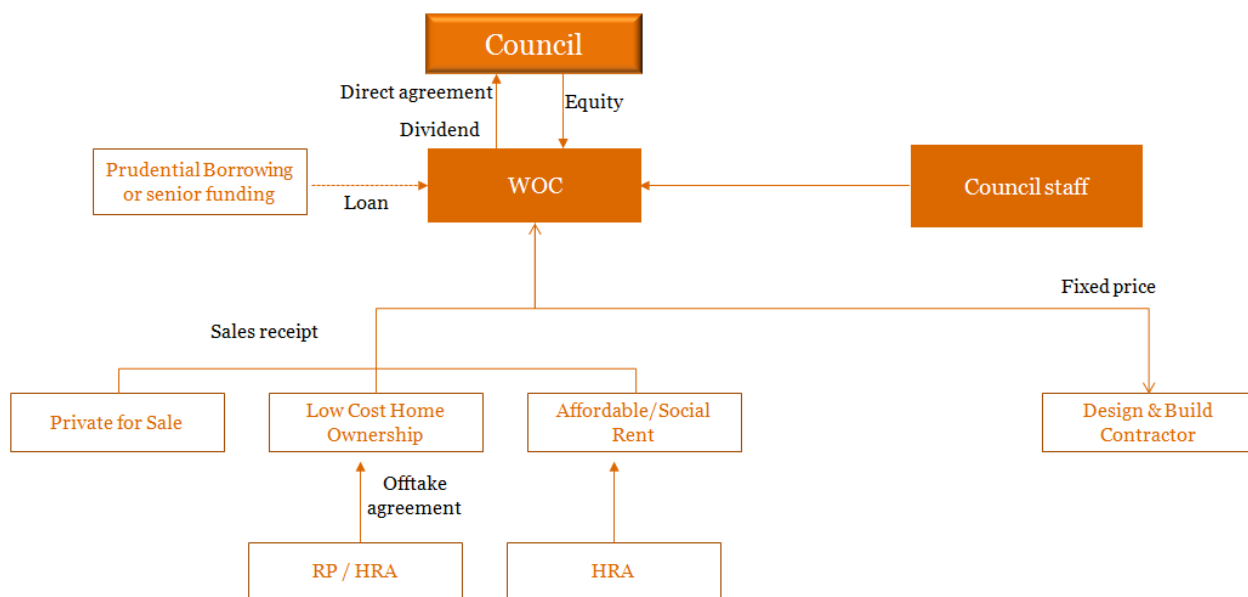 Council
Direct agreement
Equity
Dividend
Prudential Borrowing
or senior funding
WOC
Council staff
Loan
Fixed price
Sales receipt
Private for Sale
Low Cost Home
Ownership
Affordable/Social
Rent
Design & Build
Contractor
Offtake
agreement
RP / HRA
HRA